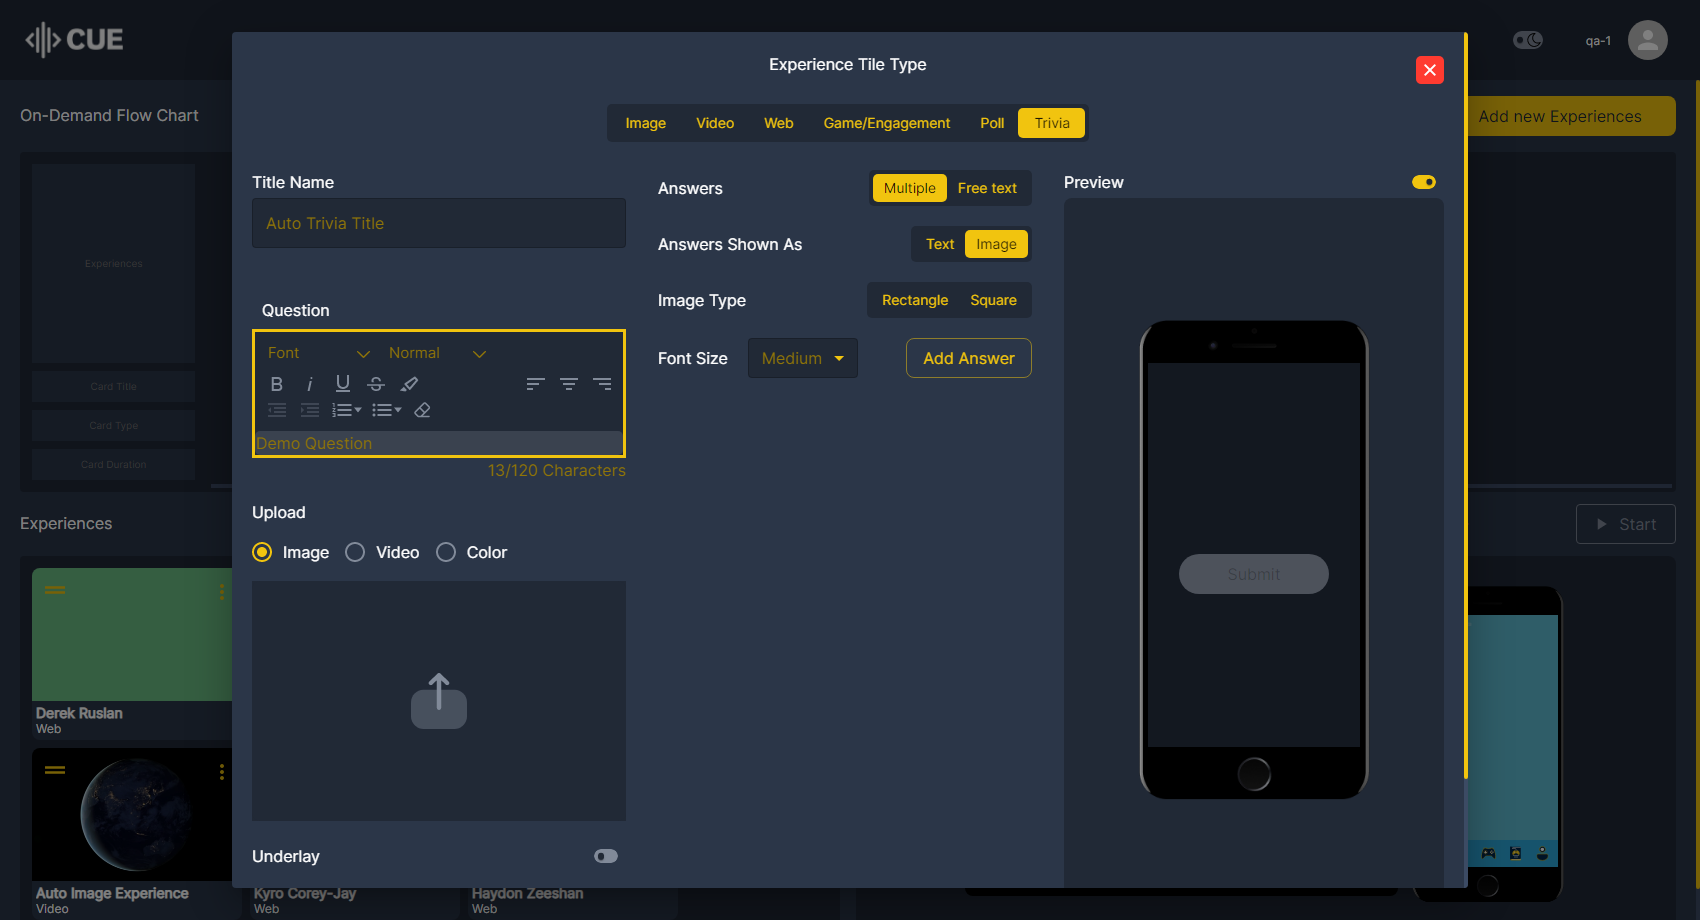 CUE
Experience Tile Type
qa-1
On-Demand Flow Chart
Add new Experiences
Image Video Web Game/Engagement Poll Trivia
Title Name
Auto Trivia Title
Answers Multiple Free text
Preview
Answers Shown As Text Image
Experiences
Question
Image Type Rectangle Square
Font Normal
Font Size Medium Add Answer
B i U S
Card Title
Card Type
Demo Question
Card Duration
13/120 Characters
Upload
Experiences
Start
Image Video Color
Submit
Derek Ruslan
Web
Underlay
Auto Image Experience
Video
Kyro Corey-Jay
Web
Haydon Zeeshan
Web